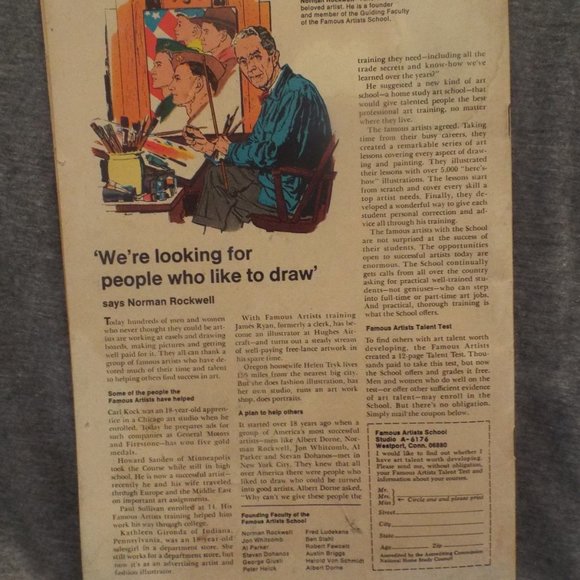 Norman Rockwell
beloved artist. He is a founder
and member of the Guiding Faculty
of the Famous Artists School.
'We're looking for
people who like to draw'
says Norman Rockwell
Today hundreds of men and women
who never thought they could be art-
ists are working at easels and drawing
boards, making pictures and getting
well paid for it. They all can thank a
group of famous artists who have de-
voted much of their time and talent
to helping others find success in art.
Some of the people the
Famous Artists have helped
Carl Kock was an 18-year-old appren-
tice in a Chicago art studio when he
enrolled. Today he prepares ads for
such companies as General Motors
and Firestone—has won five gold
medals.
Howard Sanden of Minneapolis
took the Course while still in high
school. He is now a successful artist—
recently he and his wife traveled
through Europe and the Middle East
on important art assignments.
Paul Sullivan enrolled at 71. His
Famous Artists training helped him
work his way through college.
Kathleen Gironda of Indiana,
Pennsylvania, was an 18-year-old
salesgirl in a department store. She
still works for a department store, but
now it's as an advertising artist and
fashion illustrator.
With Famous Artists training
James Ryan, formerly a clerk, has be-
come an illustrator at Hughes Air-
craft—and turns out a steady stream
of well-paying free-lance artwork in
his spare time.
Oregon housewife Helen Tryk lives
135 miles from the nearest big city.
But she does fashion illustration, has
her own studio, runs an art work
shop, does portraits.
A plan to help others
It started over 18 years ago when a
group of America's most successful
artists—men like Albert Dorne, Nor-
man Rockwell, Jon Whitcomb, Al
Parker and Stevan Dohanos—met in
New York City. They knew that all
over America there were people who
liked to draw who could be turned
into good artists. Albert Dorne asked,
"Why can't we give these people the
Founding Faculty of the
Famous Artists School
Norman Rockwell
Jon Whitcomb
Al Parker
Stevan Dohanos
George Giusti
Peter Helck
Fred Ludekens
Ben Stahl
Robert Fawcett
Austin Briggs
Harold Von Schmidt
Albert Dorne
training they need—including all the
trade secrets and know-how we've
learned over the years?"
He suggested a new kind of art
school—a home study art school—that
would give talented people the best
professional art training, no matter
where they live.
The famous artists agreed. Taking
time from their busy careers, they
created a remarkable series of art
lessons covering every aspect of draw-
ing and painting. They illustrated
their lessons with over 5,000 "here's-
how" illustrations. The lessons start
from scratch and cover every skill a
top artist needs. Finally, they de-
veloped a wonderful way to give each
student personal correction and ad-
vice all through his training.
The famous artists with the School
are not surprised at the success of
their students. The opportunities
open to successful artists today are
enormous. The School continually
gets calls from all over the country
asking for practical well-trained stu-
dents—not geniuses—who can step
into full-time or part-time art jobs.
And practical, thorough training is
what the School offers.
Famous Artists Talent Test
To find others with art talent worth
developing, the Famous Artists
created a 12-page Talent Test. Thou-
sands paid to take this test, but now
the School offers and grades it free.
Men and women who do well on the
test—or offer other sufficient evidence
of art talent—may enroll in the
School. But there's no obligation.
Simply mail the coupon below.
Famous Artists School
Studio A-6176
Westport, Conn. 06880
I would like to find out whether I
have art talent worth developing.
Please send me, without obligation,
your Famous Artists Talent Test and
information about your courses.
Mr.
Mrs. Circle one and please print
Miss
Street
City
State
Age Zip
Accredited by the Accrediting Commission
National Home Study Council